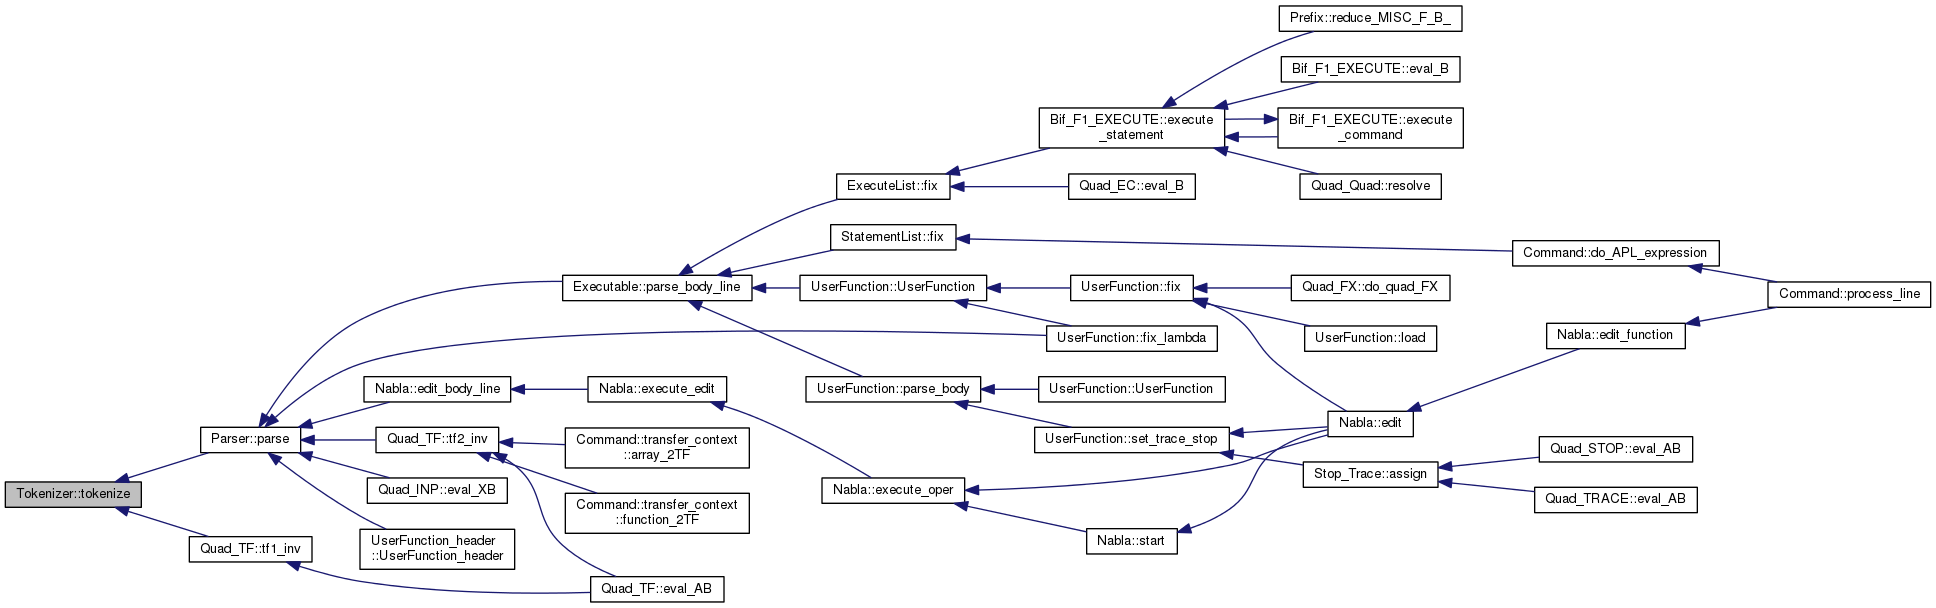 Prefix::reduce_MISC_F_B_
Bif_F1_EXECUTE::eval_B
Bif_F1_EXECUTE::execute
_statement
Bif_F1_EXECUTE::execute
_command
ExecuteList::fix
Quad_EC::eval_B
Quad_Quad::resolve
StatementList::fix
Command::do_APL_expression
Executable::parse_body_line
UserFunction::UserFunction
UserFunction::fix
Quad_FX::do_quad_FX
Command::process_line
UserFunction::fix_lambda
UserFunction::load
Nabla::edit_function
Nabla::edit_body_line
Nabla::execute_edit
UserFunction::parse_body
UserFunction::UserFunction
Parser::parse
Quad_TF::tf2_inv
Command::transfer_context
::array_2TF
UserFunction::set_trace_stop
Nabla::edit
Quad_STOP::eval_AB
Stop_Trace::assign
Tokenizer::tokenize
Quad_INP::eval_XB
Nabla::execute_oper
Quad_TRACE::eval_AB
Command::transfer_context
::function_2TF
Quad_TF::tf1_inv
UserFunction_header
::UserFunction_header
Nabla::start
Quad_TF::eval_AB